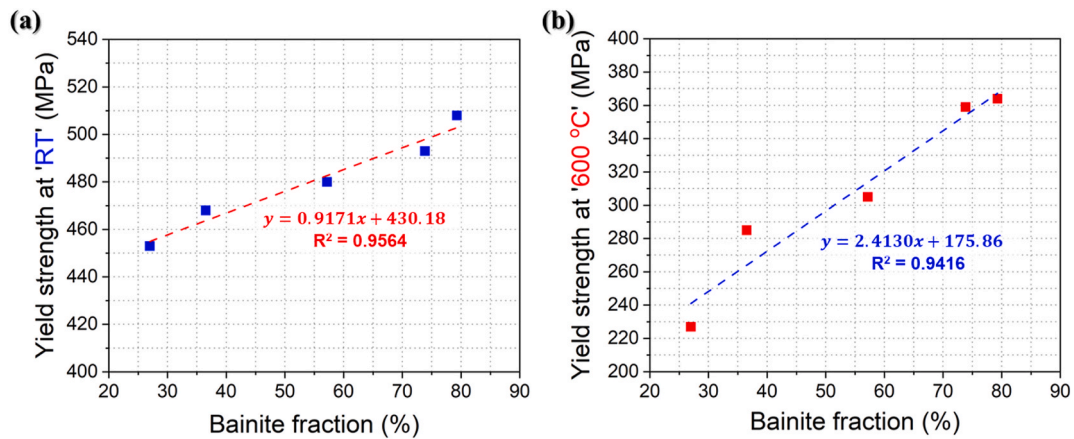 (a)
540
520
500
480
460
440
420
400
Yield strength at 'RT' (MPa)
y = 0.9171x + 430.18
R² = 0.9564
20 30 40 50 60 70 80 90
Bainite fraction (%)
(b)
400
380
360
340
320
300
280
260
240
220
200
Yield strength at '600 °C' (MPa)
y = 2.4130x + 175.86
R² = 0.9416
20 30 40 50 60 70 80 90
Bainite fraction (%)